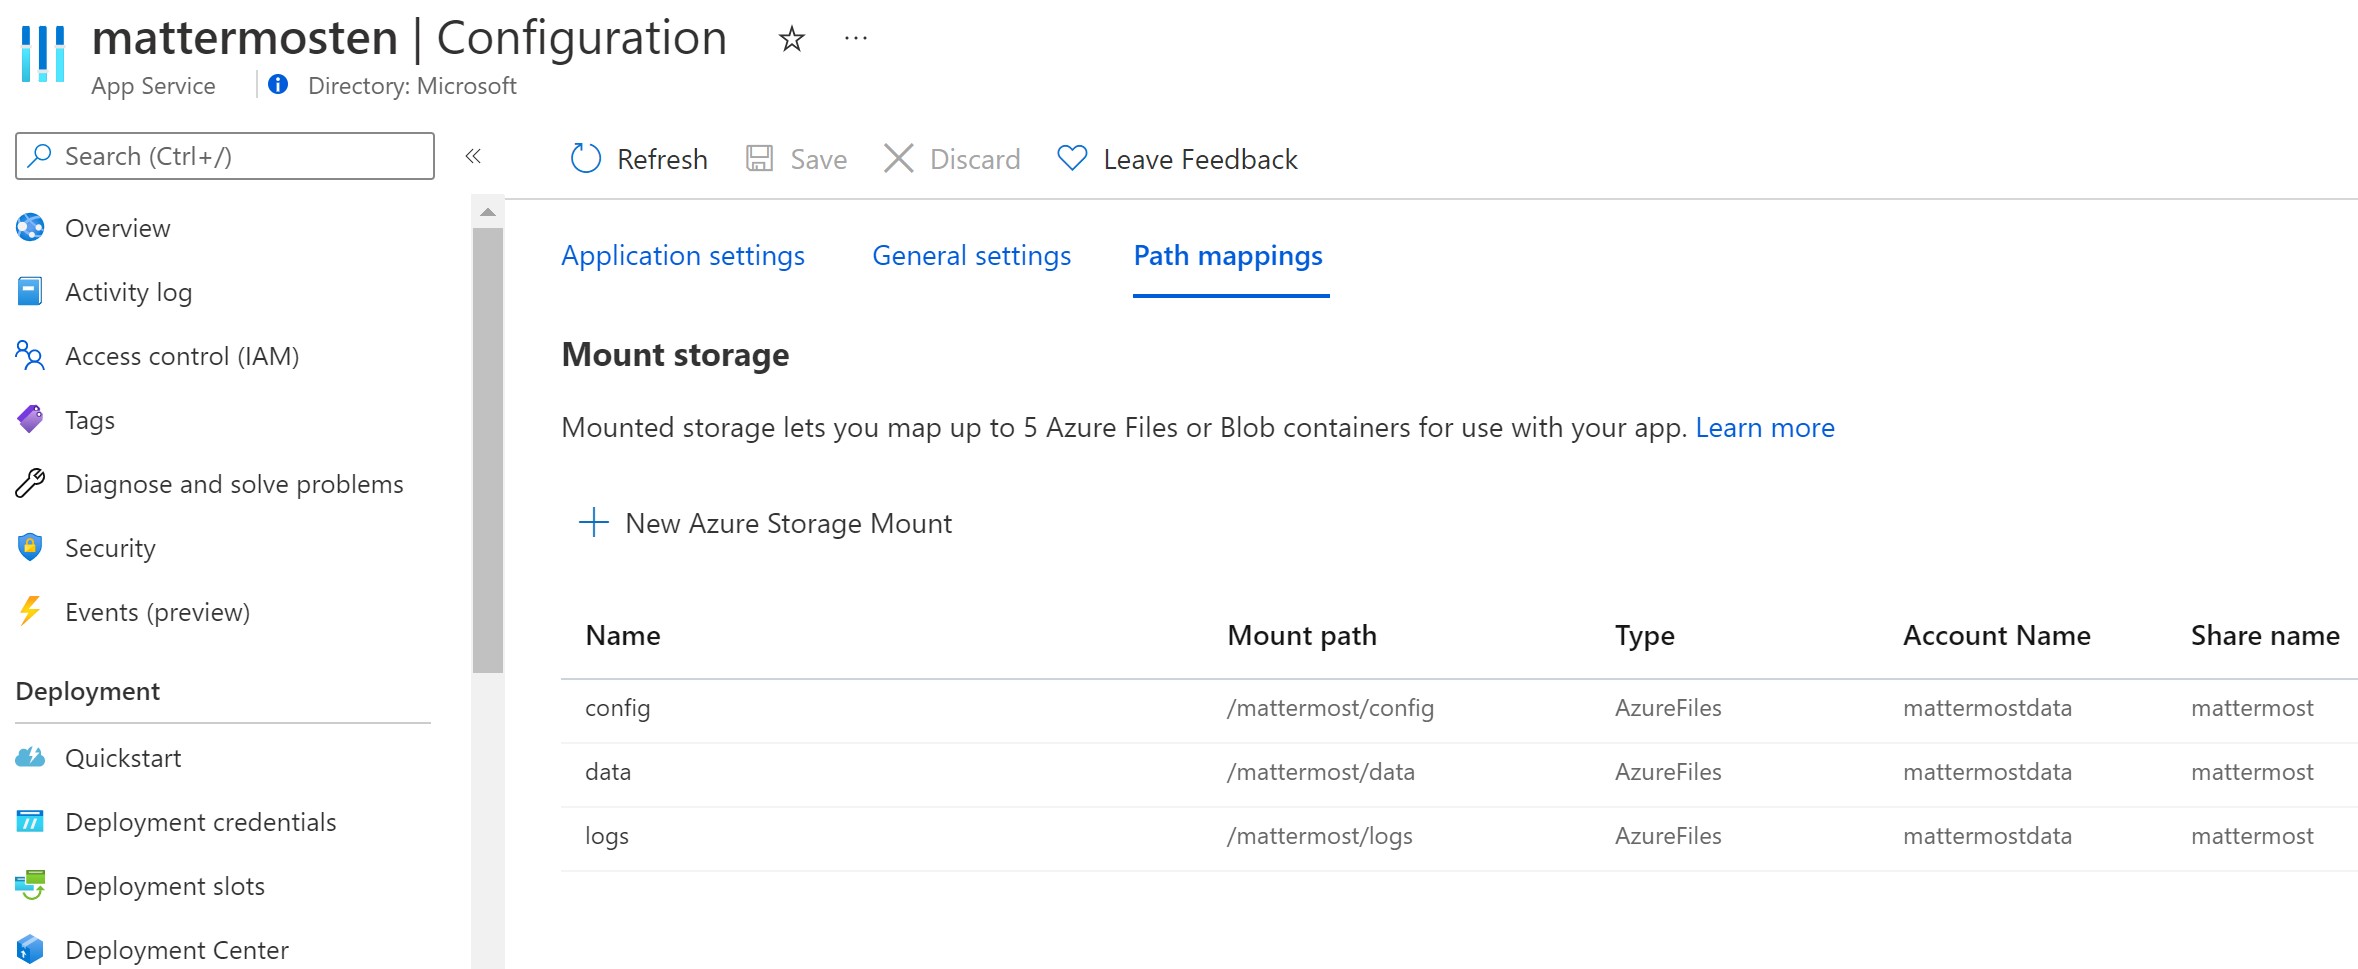 mattermosten | Configuration
App Service
Directory: Microsoft
Search (Ctrl+/)
«
Refresh
Save
Discard
Leave Feedback
Overview
Activity log
Access control (IAM)
Tags
Diagnose and solve problems
Security
Events (preview)
Deployment
Quickstart
Deployment credentials
Deployment slots
Deployment Center
Application settings
General settings
Path mappings
Mount storage
Mounted storage lets you map up to 5 Azure Files or Blob containers for use with your app. Learn more
New Azure Storage Mount
Name Mount path Type Account Name Share name
config /mattermost/config AzureFiles mattermostdata mattermost
data /mattermost/data AzureFiles mattermostdata mattermost
logs /mattermost/logs AzureFiles mattermostdata mattermost